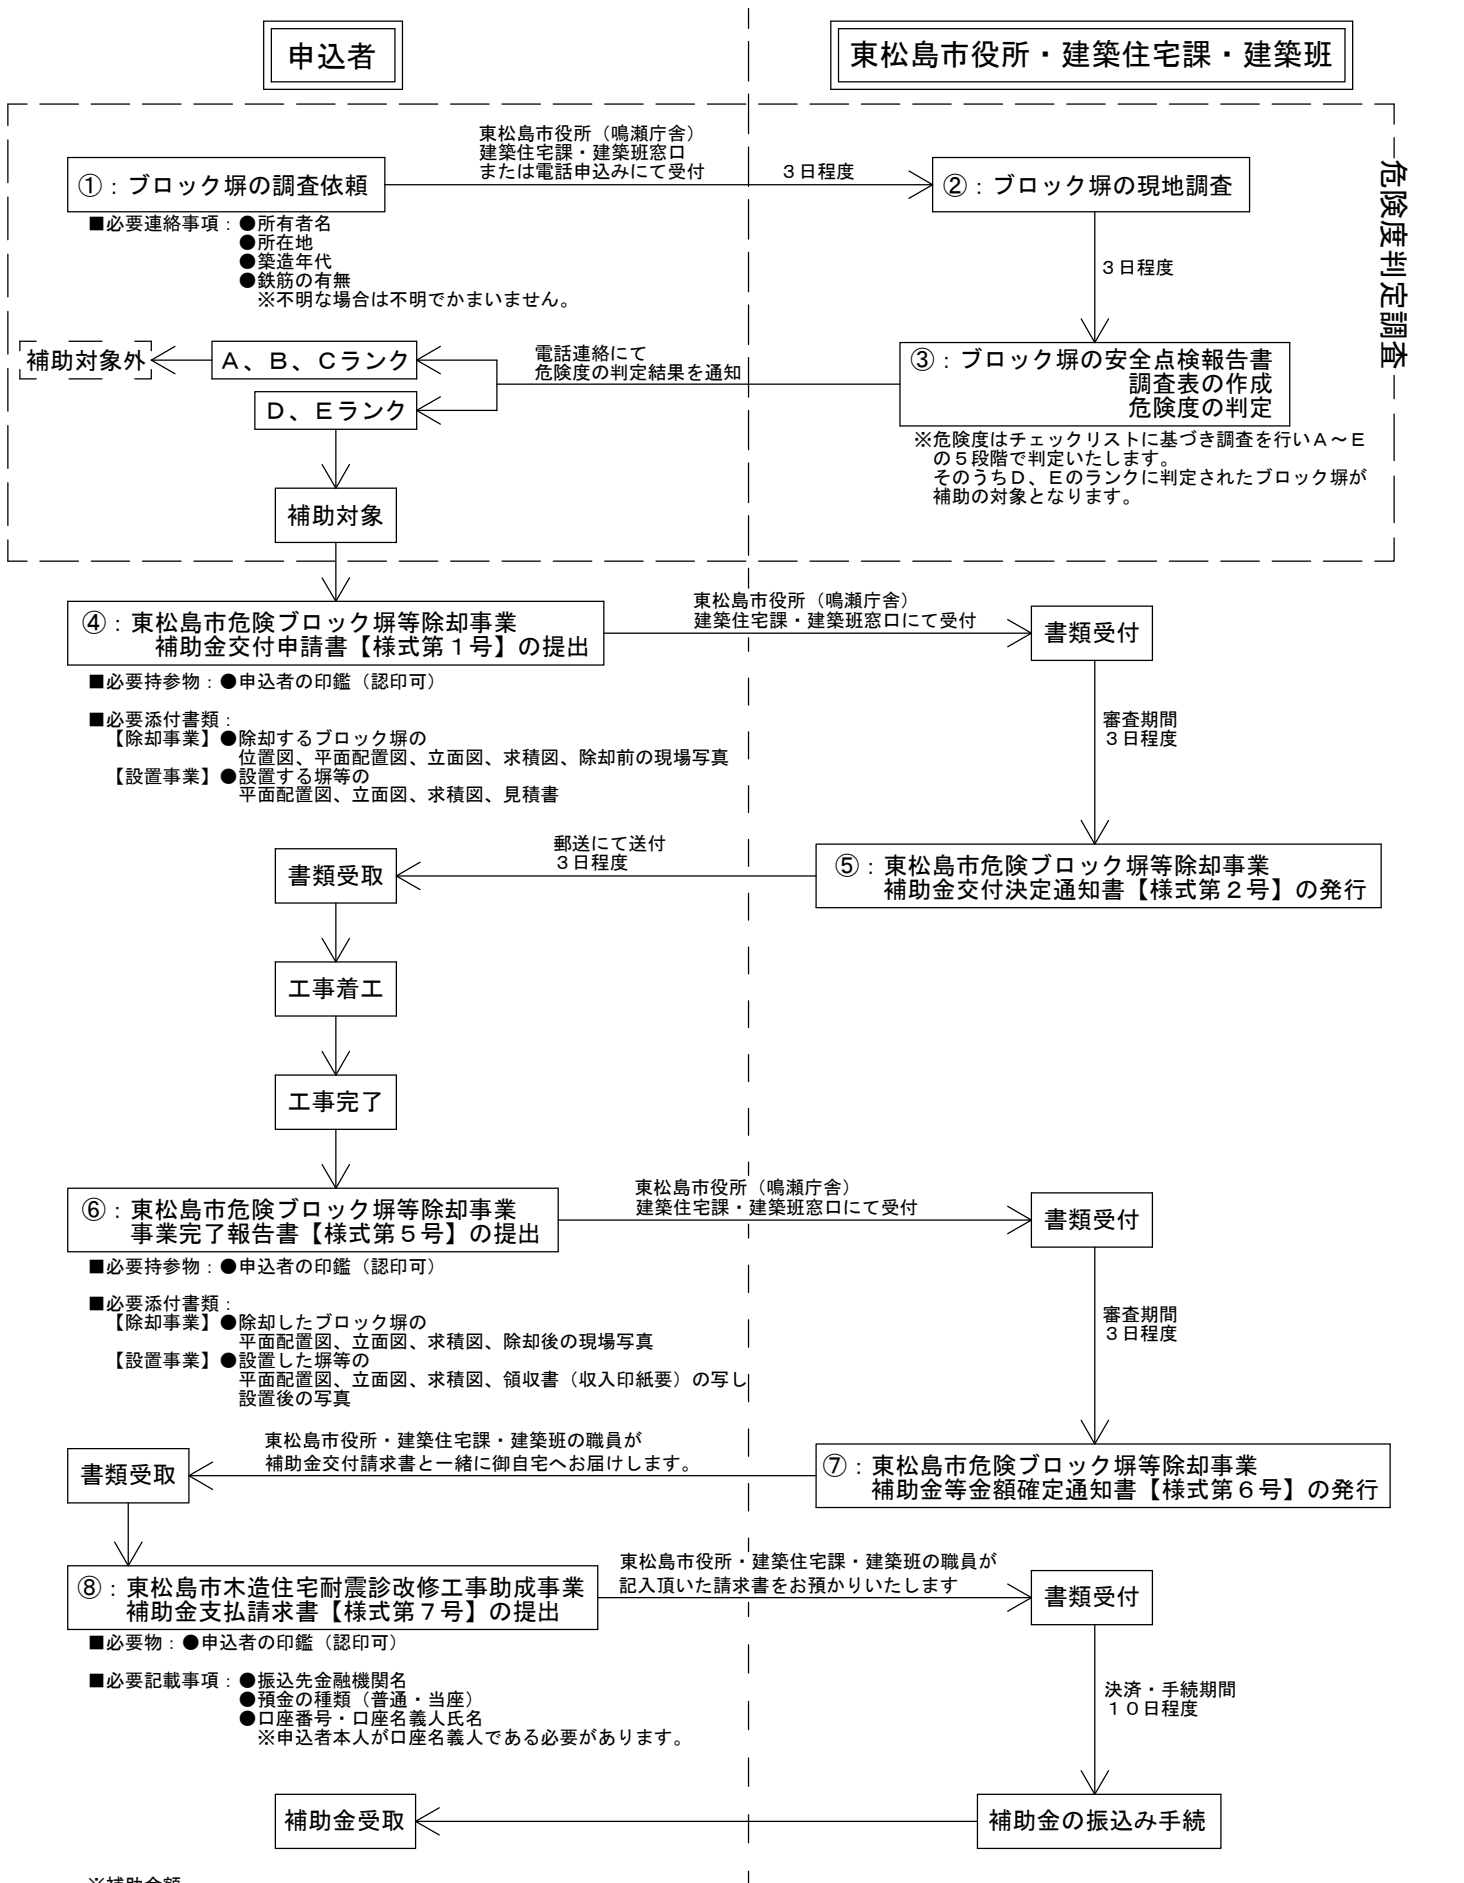 申込者
東松島市役所・建築住宅課・建築班
危険度判定調査
①：ブロック塀の調査依頼
東松島市役所（鳴瀬庁舎）
建築住宅課・建築班窓口
または電話申込みにて受付
３日程度
②：ブロック塀の現地調査
■必要連絡事項：●所有者名
●所在地
●築造年代
●鉄筋の有無
※不明な場合は不明でかまいません。
３日程度
補助対象外
A、B、Cランク
D、Eランク
電話連絡にて
危険度の判定結果を通知
③：ブロック塀の安全点検報告書
調査表の作成
危険度の判定
※危険度はチェックリストに基づき調査を行いA～E
の５段階で判定いたします。
そのうちD、Eのランクに判定されたブロック塀が
補助の対象となります。
補助対象
④：東松島市危険ブロック塀等除却事業
補助金交付申請書【様式第１号】の提出
東松島市役所（鳴瀬庁舎）
建築住宅課・建築班窓口にて受付
書類受付
■必要持参物：●申込者の印鑑（認印可）
■必要添付書類：
【除却事業】●除却するブロック塀の
位置図、平面配置図、立面図、求積図、除却前の現場写真
【設置事業】●設置する塀等の
平面配置図、立面図、求積図、見積書
審査期間
３日程度
書類受取
郵送にて送付
３日程度
⑤：東松島市危険ブロック塀等除却事業
補助金交付決定通知書【様式第２号】の発行
工事着工
工事完了
⑥：東松島市危険ブロック塀等除却事業
事業完了報告書【様式第５号】の提出
東松島市役所（鳴瀬庁舎）
建築住宅課・建築班窓口にて受付
書類受付
■必要持参物：●申込者の印鑑（認印可）
■必要添付書類：
【除却事業】●除却したブロック塀の
平面配置図、立面図、求積図、除却後の現場写真
【設置事業】●設置した塀等の
平面配置図、立面図、求積図、領収書（収入印紙要）の写し
設置後の写真
審査期間
３日程度
書類受取
東松島市役所・建築住宅課・建築班の職員が
補助金交付請求書と一緒に御自宅へお届けします。
⑦：東松島市危険ブロック塀等除却事業
補助金等金額確定通知書【様式第６号】の発行
⑧：東松島市木造住宅耐震診改修工事助成事業
補助金支払請求書【様式第７号】の提出
東松島市役所・建築住宅課・建築班の職員が
記入頂いた請求書をお預かりいたします
書類受付
■必要物：●申込者の印鑑（認印可）
■必要記載事項：●振込先金融機関名
●預金の種類（普通・当座）
●口座番号・口座名義人氏名
※申込者本人が口座名義人である必要があります。
決済・手続期間
１０日程度
補助金受取
補助金の振込み手続
※補助金額